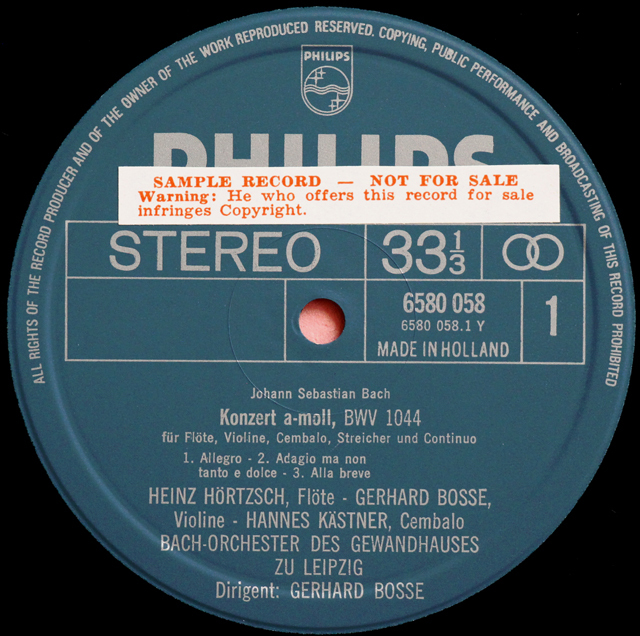 ALL RIGHTS OF THE RECORD PRODUCER AND OF THE OWNER OF THE WORK REPRODUCED RESERVED. COPYING, PUBLIC PERFORMANCE AND BROADCASTING OF THIS RECORD PROHIBITED
PHILIPS
PHILIPS
SAMPLE RECORD — NOT FOR SALE
Warning: He who offers this record for sale
infringes Copyright.
STEREO 33 1/3
6580 058 1
6580 058.1 Y
MADE IN HOLLAND
Johann Sebastian Bach
Konzert a-moll, BWV 1044
für Flöte, Violine, Cembalo, Streicher und Continuo
1. Allegro - 2. Adagio ma non
tanto e dolce - 3. Alla breve
HEINZ HÖRTZSCH, Flöte - GERHARD BOSSE,
Violine - HANNES KÄSTNER, Cembalo
BACH-ORCHESTER DES GEWANDHAUSES
ZU LEIPZIG
Dirigent: GERHARD BOSSE